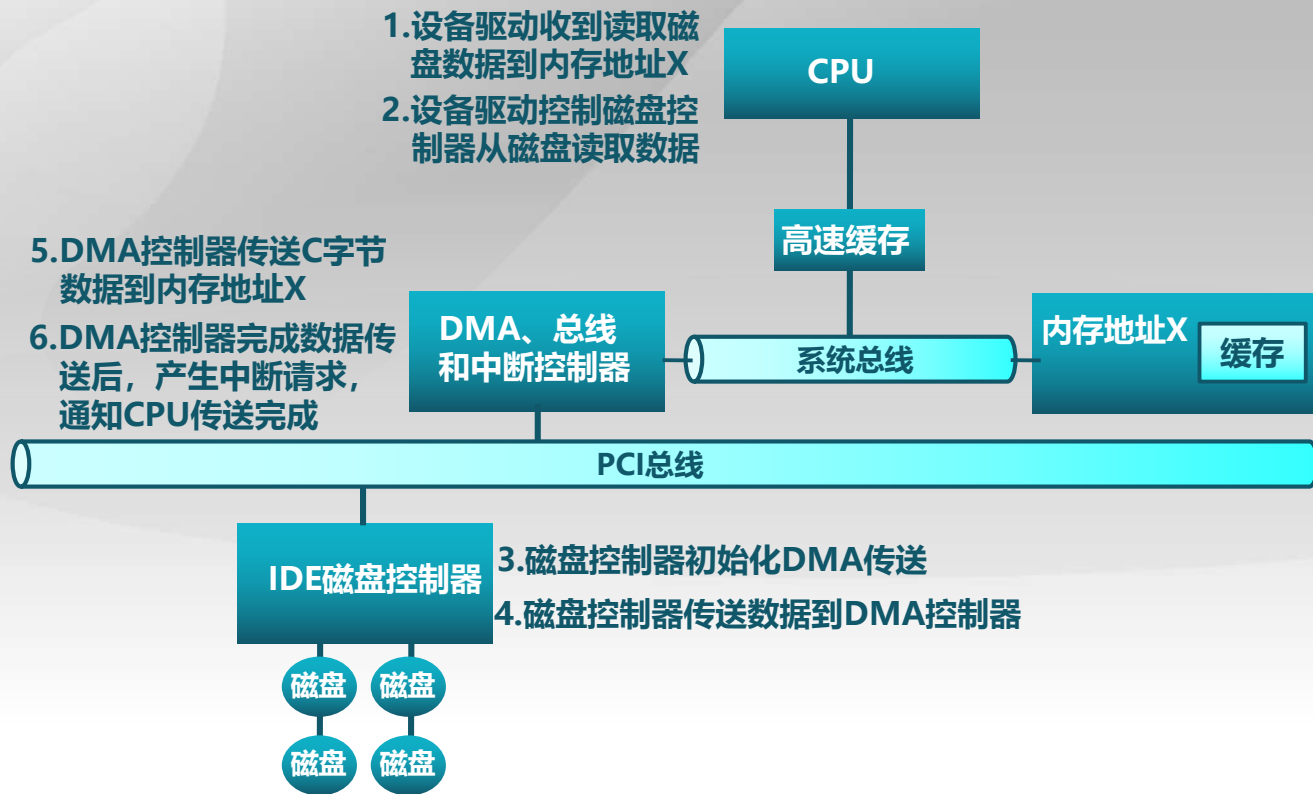 1.设备驱动收到读取磁
盘数据到内存地址X
2.设备驱动控制磁盘控
制器从磁盘读取数据
CPU
高速缓存
5.DMA控制器传送C字节
数据到内存地址X
6.DMA控制器完成数据传
送后，产生中断请求，
通知CPU传送完成
DMA、总线
和中断控制器
系统总线
内存地址X
缓存
PCI总线
IDE磁盘控制器
3.磁盘控制器初始化DMA传送
4.磁盘控制器传送数据到DMA控制器
磁盘
磁盘
磁盘
磁盘